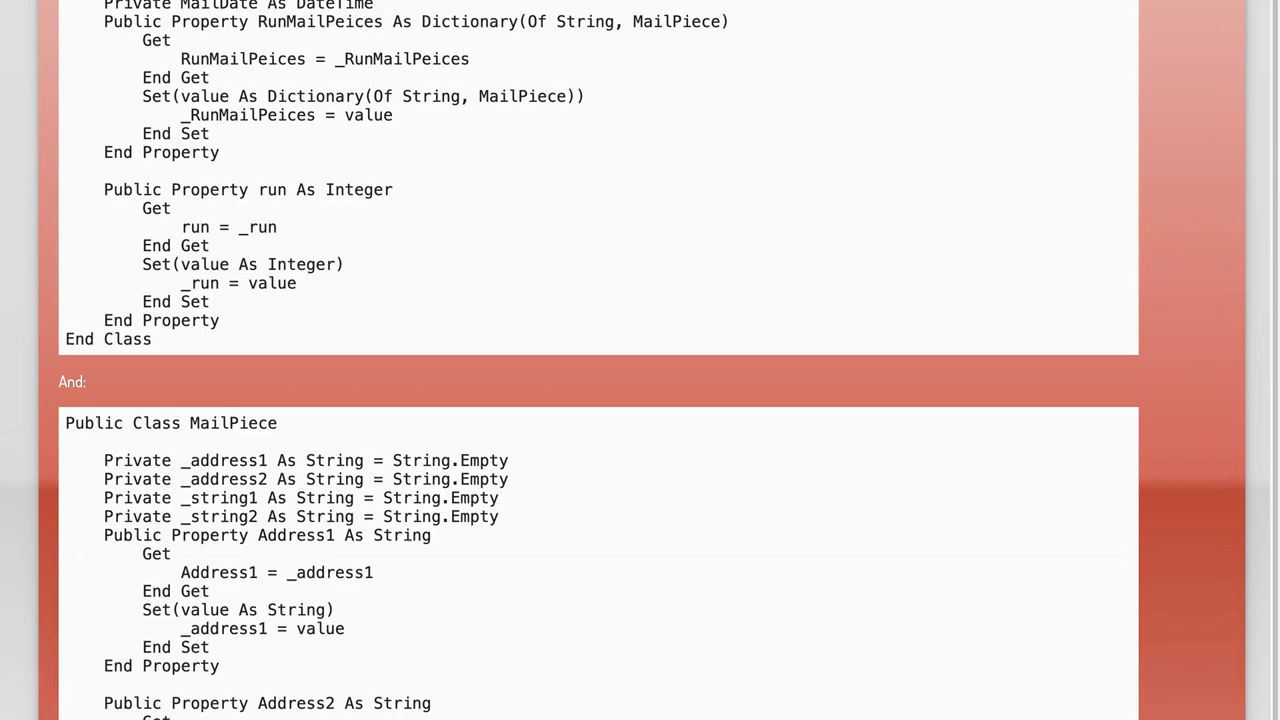 Private MailDate As DateTime
    Public Property RunMailPeices As Dictionary(Of String, MailPiece)
        Get
            RunMailPeices = _RunMailPeices
        End Get
        Set(value As Dictionary(Of String, MailPiece))
            _RunMailPeices = value
        End Set
    End Property

    Public Property run As Integer
        Get
            run = _run
        End Get
        Set(value As Integer)
            _run = value
        End Set
    End Property
End Class
And:
Public Class MailPiece

    Private _address1 As String = String.Empty
    Private _address2 As String = String.Empty
    Private _string1 As String = String.Empty
    Private _string2 As String = String.Empty
    Public Property Address1 As String
        Get
            Address1 = _address1
        End Get
        Set(value As String)
            _address1 = value
        End Set
    End Property

    Public Property Address2 As String
        Get